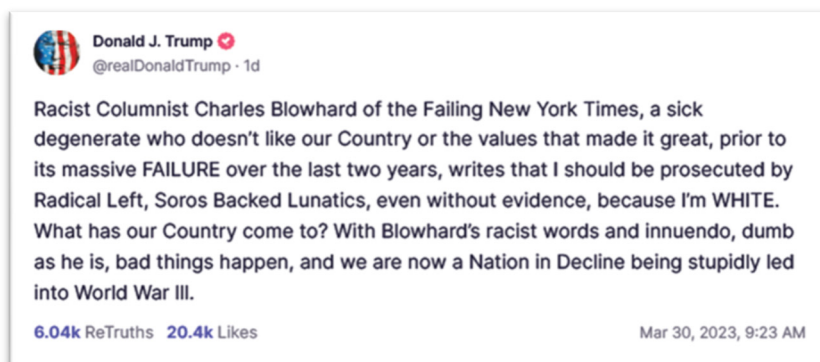 Donald J. Trump
@realDonaldTrump · 1d
Racist Columnist Charles Blowhard of the Failing New York Times, a sick
degenerate who doesn't like our Country or the values that made it great, prior to
its massive FAILURE over the last two years, writes that I should be prosecuted by
Radical Left, Soros Backed Lunatics, even without evidence, because I'm WHITE.
What has our Country come to? With Blowhard's racist words and innuendo, dumb
as he is, bad things happen, and we are now a Nation in Decline being stupidly led
into World War III.
6.04k ReTruths 20.4k Likes Mar 30, 2023, 9:23 AM